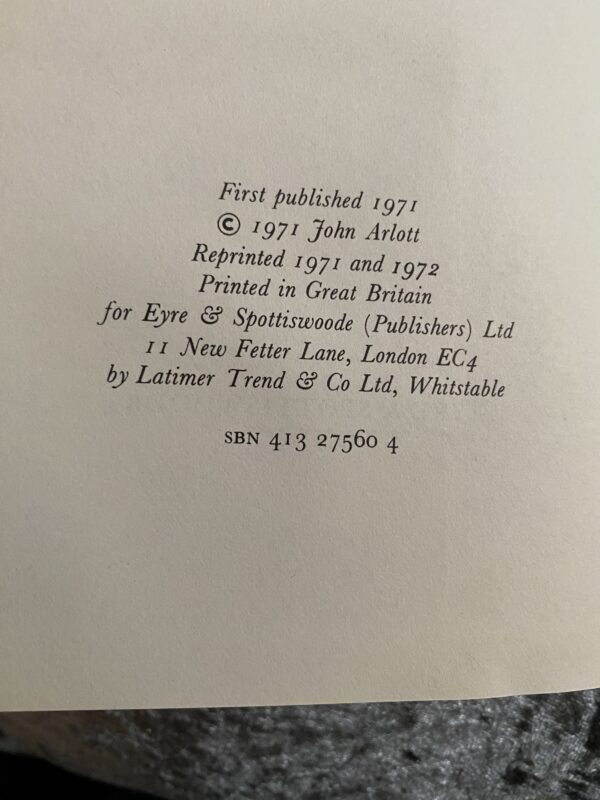 First published 1971
© 1971 John Arlott
Reprinted 1971 and 1972
Printed in Great Britain
for Eyre & Spottiswoode (Publishers) Ltd
11 New Fetter Lane, London EC4
by Latimer Trend & Co Ltd, Whitstable
SBN 413 27560 4